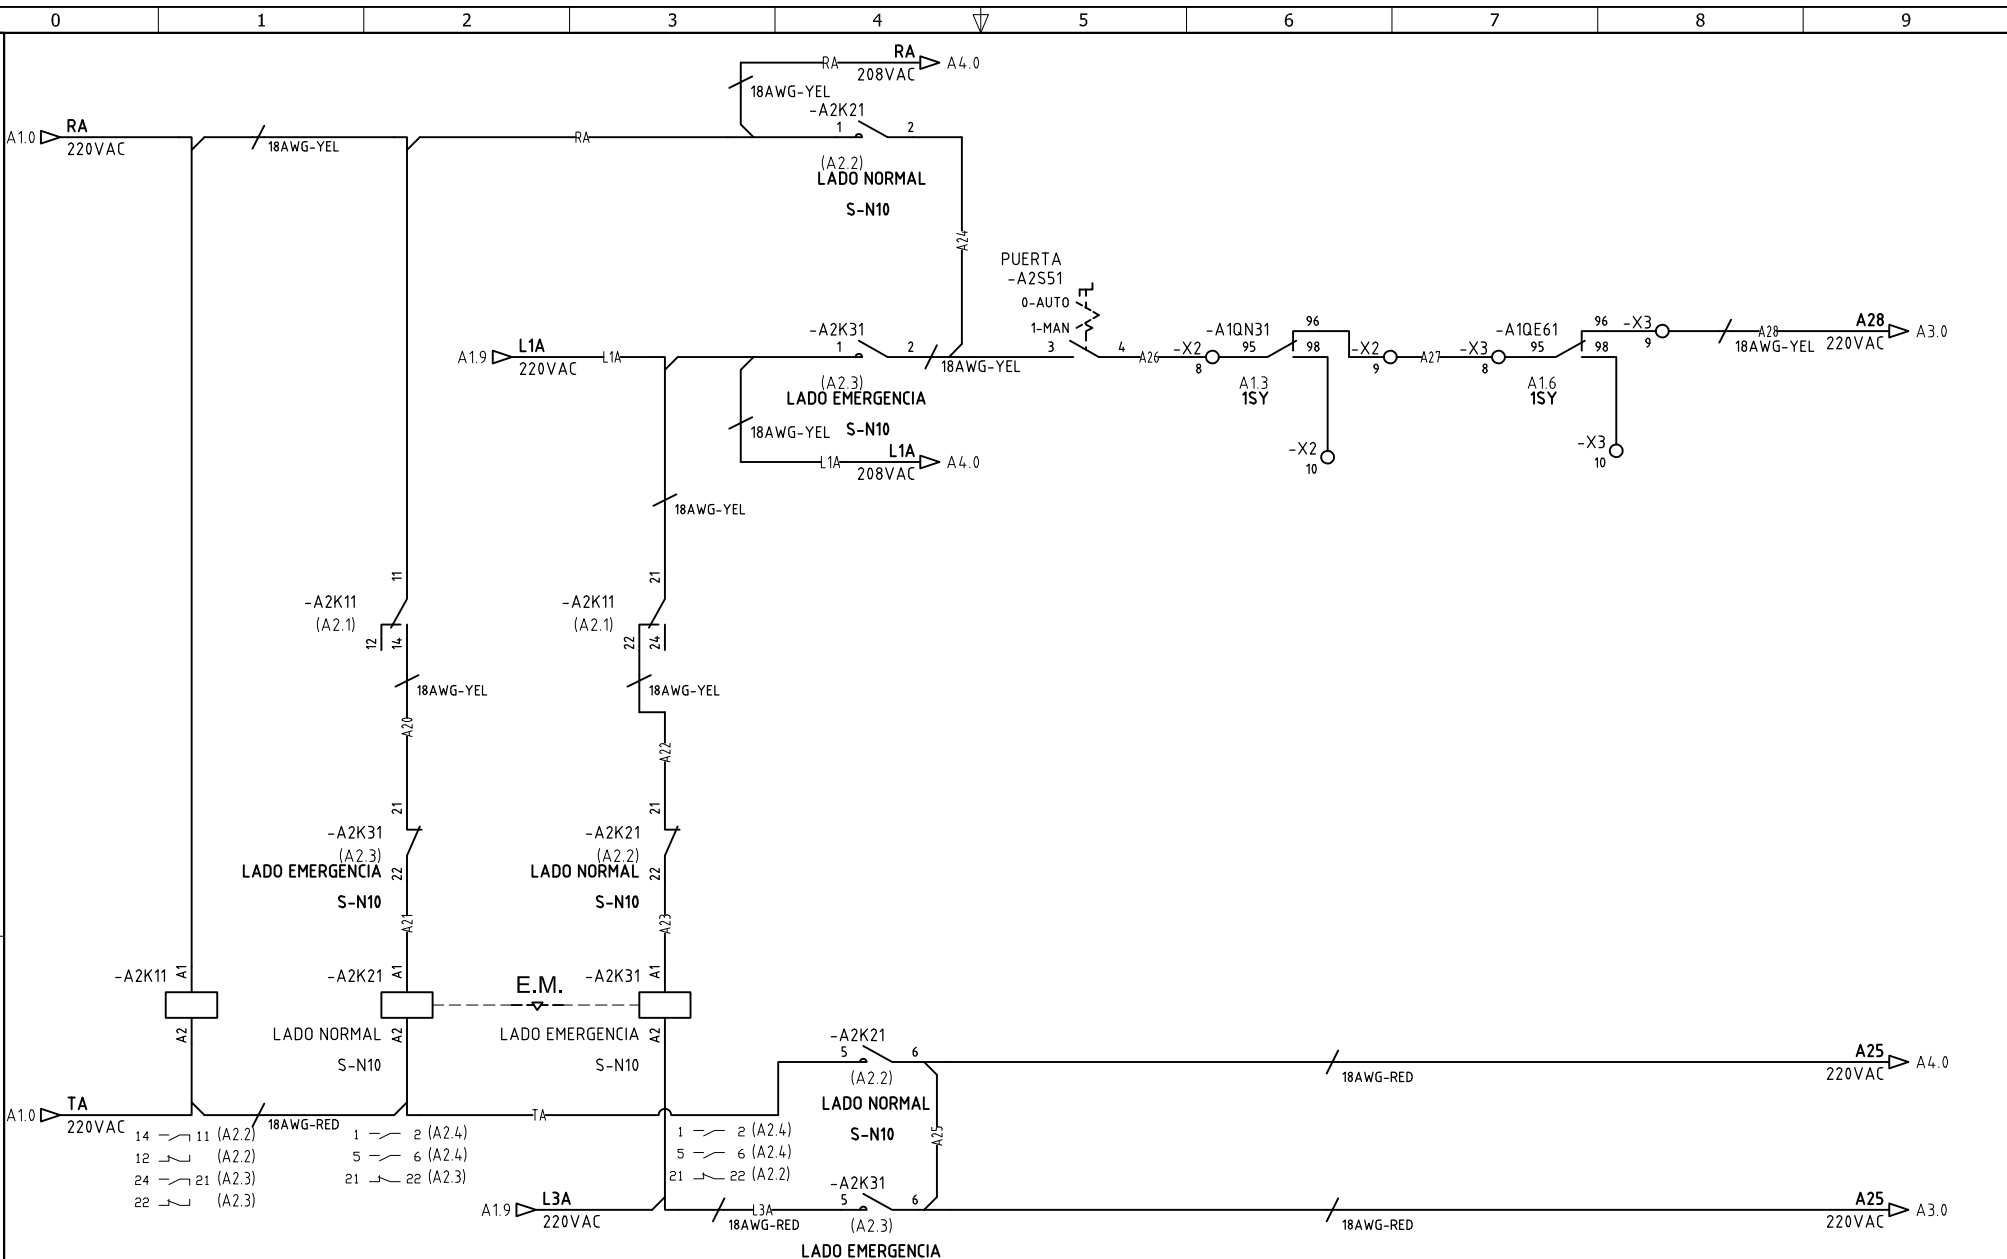 0 1 2 3 4 5 6 7 8 9
RA
RA A4.0
208VAC
18AWG-YEL
-A2K21
1 2
A1.0 RA
220VAC
18AWG-YEL
RA
(A2.2)
LADO NORMAL
S-N10
A24
PUERTA
-A2S51
0-AUTO
1-MAN
3 4
-A2K31
1 2
A1.9 L1A
220VAC
L1A
18AWG-YEL
(A2.3)
LADO EMERGENCIA
S-N10
18AWG-YEL
L1A
L1A A4.0
208VAC
A26
-X2
8
-A1QN31
95 96
98
A1.3
1SY
-X2
10
-X2
9
A27
-X3
8
-A1QE61
95 96
98
A1.6
1SY
-X3
10
-X3
9
18AWG-YEL
A28
A28 A3.0
220VAC
18AWG-YEL
11
-A2K11
(A2.1)
12 14
18AWG-YEL
A20
21
-A2K11
(A2.1)
22 24
18AWG-YEL
A22
21
-A2K31
(A2.3)
LADO EMERGENCIA
22
S-N10
A21
21
-A2K21
(A2.2)
LADO NORMAL
22
S-N10
A23
-A2K11 A1
A2
-A2K21 A1
LADO NORMAL A2
S-N10
E.M.
-A2K31 A1
LADO EMERGENCIA A2
S-N10
A1.0 TA
220VAC
18AWG-RED
TA
14 11 (A2.2)
12 (A2.2)
24 21 (A2.3)
22 (A2.3)
1 2 (A2.4)
5 6 (A2.4)
21 22 (A2.3)
1 2 (A2.4)
5 6 (A2.4)
21 22 (A2.2)
-A2K21
5 6
(A2.2)
LADO NORMAL
S-N10
A25
18AWG-RED
A25 A4.0
220VAC
A1.9 L3A
220VAC
18AWG-RED
L3A
-A2K31
5 6
(A2.3)
LADO EMERGENCIA
18AWG-RED
A25 A3.0
220VAC